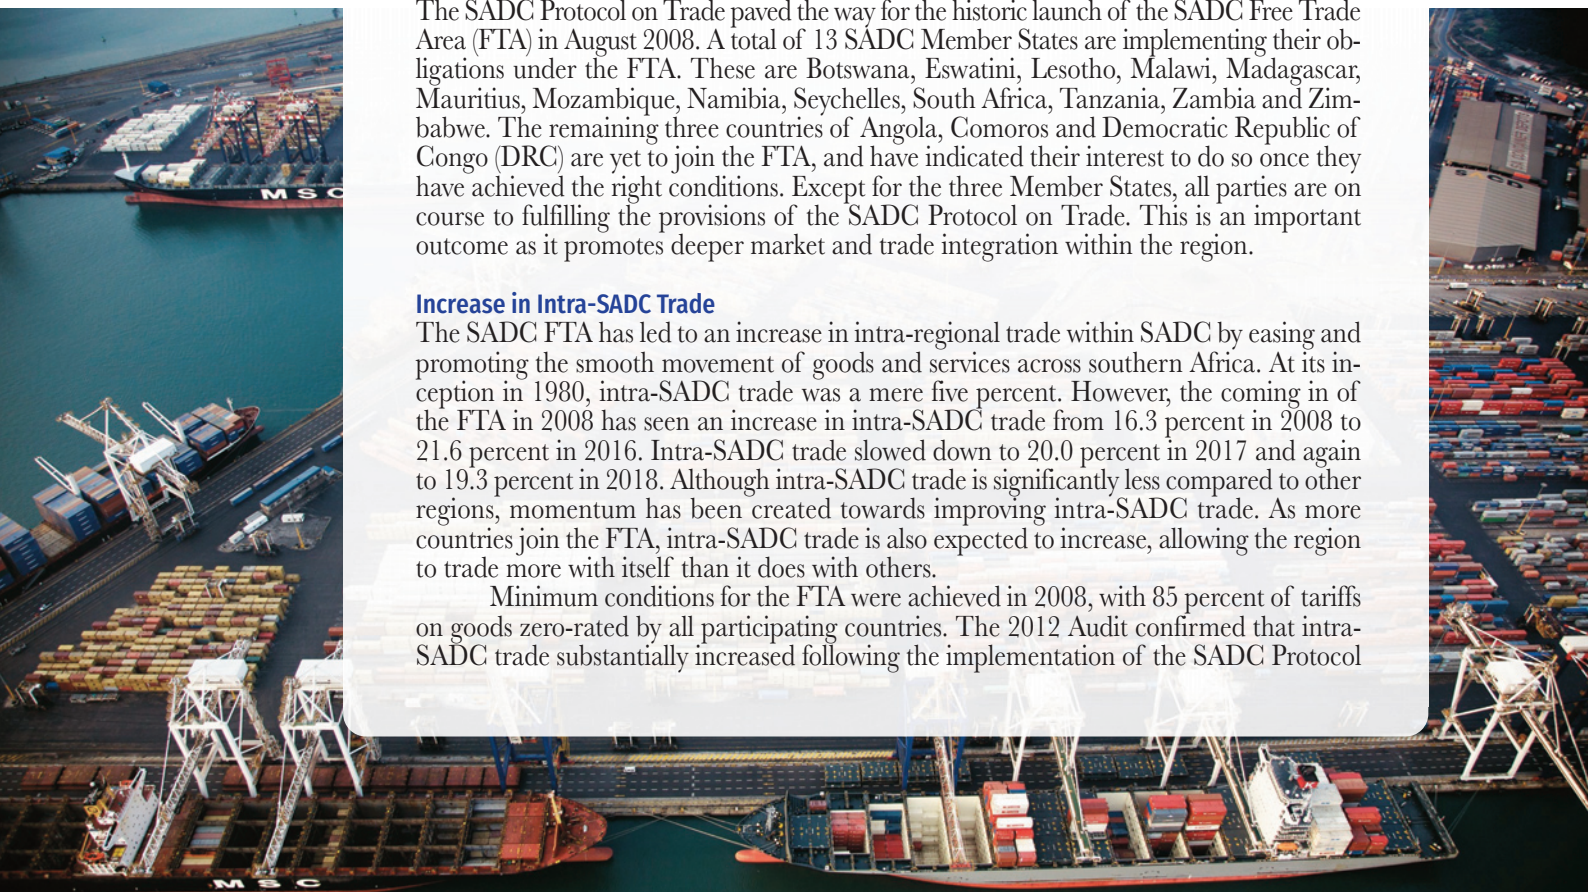 The SADC Protocol on Trade paved the way for the historic launch of the SADC Free Trade
Area (FTA) in August 2008. A total of 13 SADC Member States are implementing their ob-
ligations under the FTA. These are Botswana, Eswatini, Lesotho, Malawi, Madagascar,
Mauritius, Mozambique, Namibia, Seychelles, South Africa, Tanzania, Zambia and Zim-
babwe. The remaining three countries of Angola, Comoros and Democratic Republic of
Congo (DRC) are yet to join the FTA, and have indicated their interest to do so once they
have achieved the right conditions. Except for the three Member States, all parties are on
course to fulfilling the provisions of the SADC Protocol on Trade. This is an important
outcome as it promotes deeper market and trade integration within the region.
Increase in Intra-SADC Trade
The SADC FTA has led to an increase in intra-regional trade within SADC by easing and
promoting the smooth movement of goods and services across southern Africa. At its in-
ception in 1980, intra-SADC trade was a mere five percent. However, the coming in of
the FTA in 2008 has seen an increase in intra-SADC trade from 16.3 percent in 2008 to
21.6 percent in 2016. Intra-SADC trade slowed down to 20.0 percent in 2017 and again
to 19.3 percent in 2018. Although intra-SADC trade is significantly less compared to other
regions, momentum has been created towards improving intra-SADC trade. As more
countries join the FTA, intra-SADC trade is also expected to increase, allowing the region
to trade more with itself than it does with others.
Minimum conditions for the FTA were achieved in 2008, with 85 percent of tariffs
on goods zero-rated by all participating countries. The 2012 Audit confirmed that intra-
SADC trade substantially increased following the implementation of the SADC Protocol
MSC
MSC